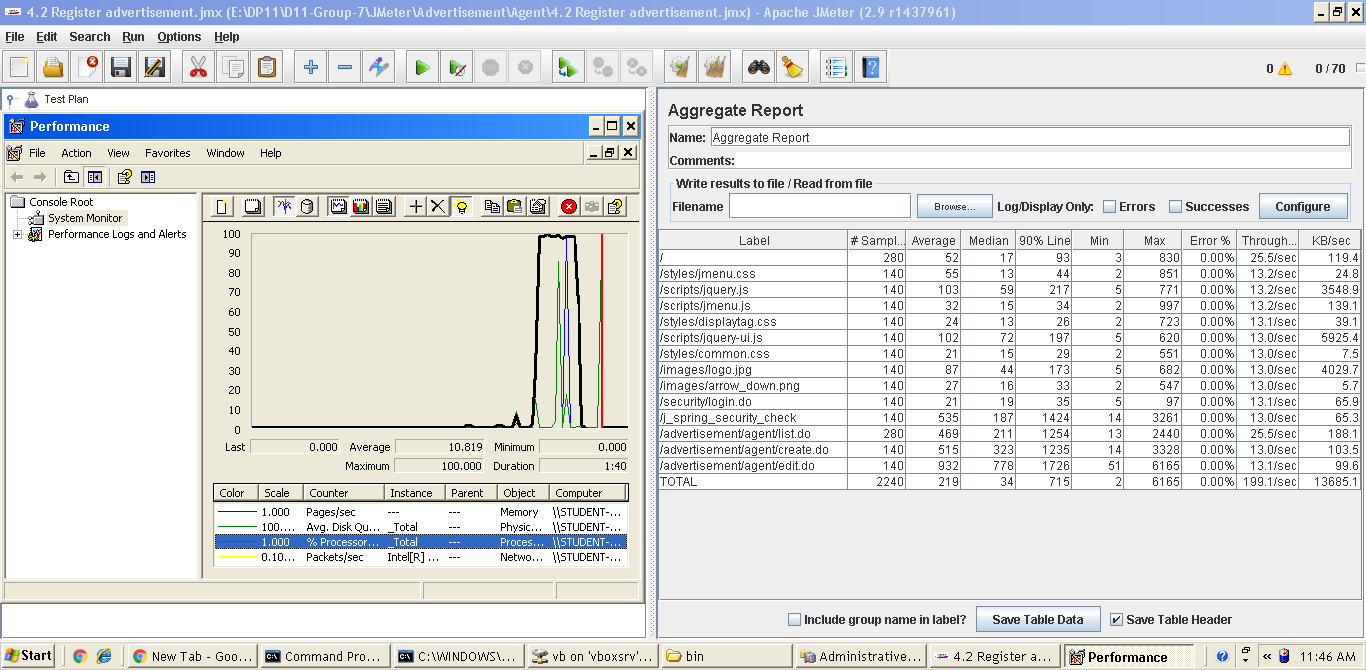 4.2 Register advertisement.jmx (E:\DP11\D11-Group-7\JMeter\Advertisement\Agent\4.2 Register advertisement.jmx) - Apache JMeter (2.9 r1437961)
File Edit Search Run Options Help
0 0 / 70
Test Plan
Performance
File Action View Favorites Window Help
Console Root
System Monitor
Performance Logs and Alerts
100
90
80
70
60
50
40
30
20
10
0
Last 0.000 Average 10.819 Minimum 0.000
Maximum 100.000 Duration 1:40
Color Scale Counter Instance Parent Object Computer
1.000 Pages/sec --- --- Memory \\STUDENT-...
100.... Avg. Disk Qu... _Total --- Physic... \\STUDENT-...
1.000 % Processor... _Total --- Proces... \\STUDENT-...
0.10... Packets/sec Intel[R] ... --- Netwo... \\STUDENT-...
Aggregate Report
Name: Aggregate Report
Comments:
Write results to file / Read from file
Filename Browse... Log/Display Only: Errors Successes Configure
Label # Sampl... Average Median 90% Line Min Max Error % Through... KB/sec
/ 280 52 17 93 3 830 0.00% 25.5/sec 119.4
/styles/jmenu.css 140 55 13 44 2 851 0.00% 13.2/sec 24.8
/scripts/jquery.js 140 103 59 217 5 771 0.00% 13.2/sec 3548.9
/scripts/jmenu.js 140 32 15 34 2 997 0.00% 13.2/sec 139.1
/styles/displaytag.css 140 24 13 26 2 723 0.00% 13.1/sec 39.1
/scripts/jquery-ui.js 140 102 72 197 5 620 0.00% 13.0/sec 5925.4
/styles/common.css 140 21 15 29 2 551 0.00% 13.0/sec 7.5
/images/logo.jpg 140 87 44 173 5 682 0.00% 13.0/sec 4029.7
/images/arrow_down.png 140 27 16 33 2 547 0.00% 13.0/sec 5.7
/security/login.do 140 21 19 35 5 97 0.00% 13.1/sec 65.9
/j_spring_security_check 140 535 187 1424 14 3261 0.00% 13.0/sec 65.3
/advertisement/agent/list.do 280 469 211 1254 13 2440 0.00% 25.5/sec 188.1
/advertisement/agent/create.do 140 515 323 1235 14 3328 0.00% 13.0/sec 103.5
/advertisement/agent/edit.do 140 932 778 1726 51 6165 0.00% 13.1/sec 99.6
TOTAL 2240 219 34 715 2 6165 0.00% 199.1/sec 13685.1
Include group name in label? Save Table Data Save Table Header
Start New Tab - Goo... Command Pro... C:\WINDOWS\... vb on 'vboxsrv'... bin Administrative... 4.2 Register a... Performance 11:46 AM